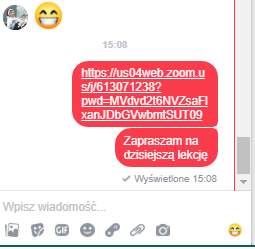 15:08
https://us04web.zoom.u
s/j/613071238?
pwd=MVdvd2t6NVZsaFl
xanJDbGVwbmtSUT09
Zapraszam na
dzisiejszą lekcję
Wyświetlone 15:08
Wpisz wiadomość...
GIF